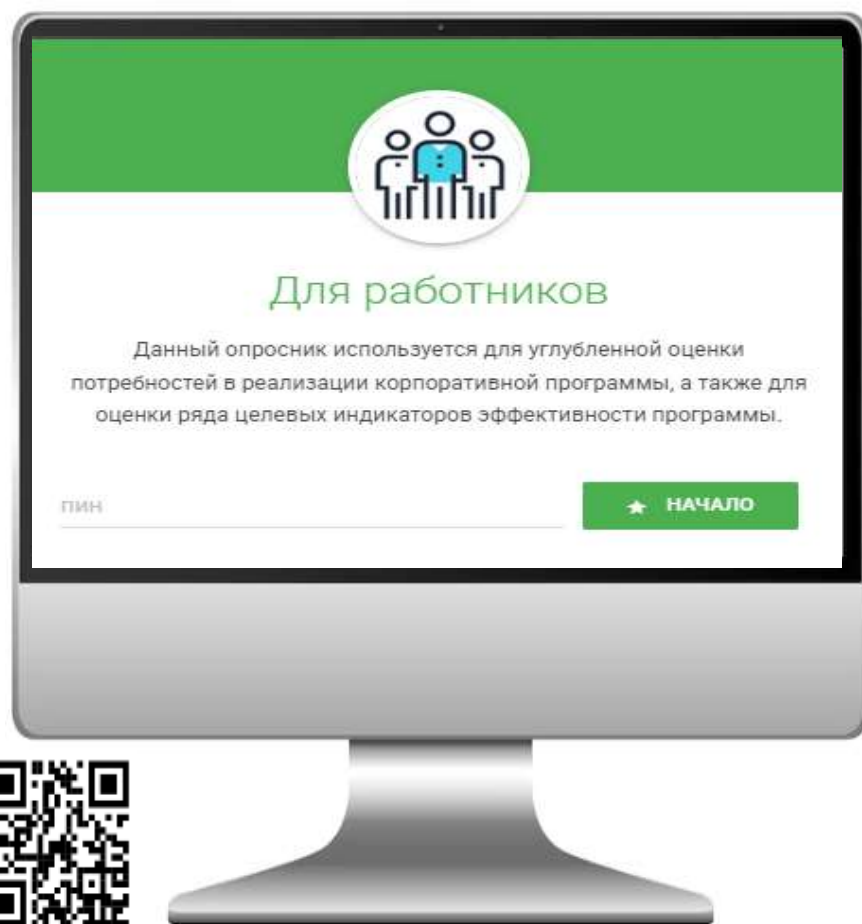 Для работников
Данный опросник используется для углубленной оценки
потребностей в реализации корпоративной программы, а также для
оценки ряда целевых индикаторов эффективности программы.
пин
НАЧАЛО